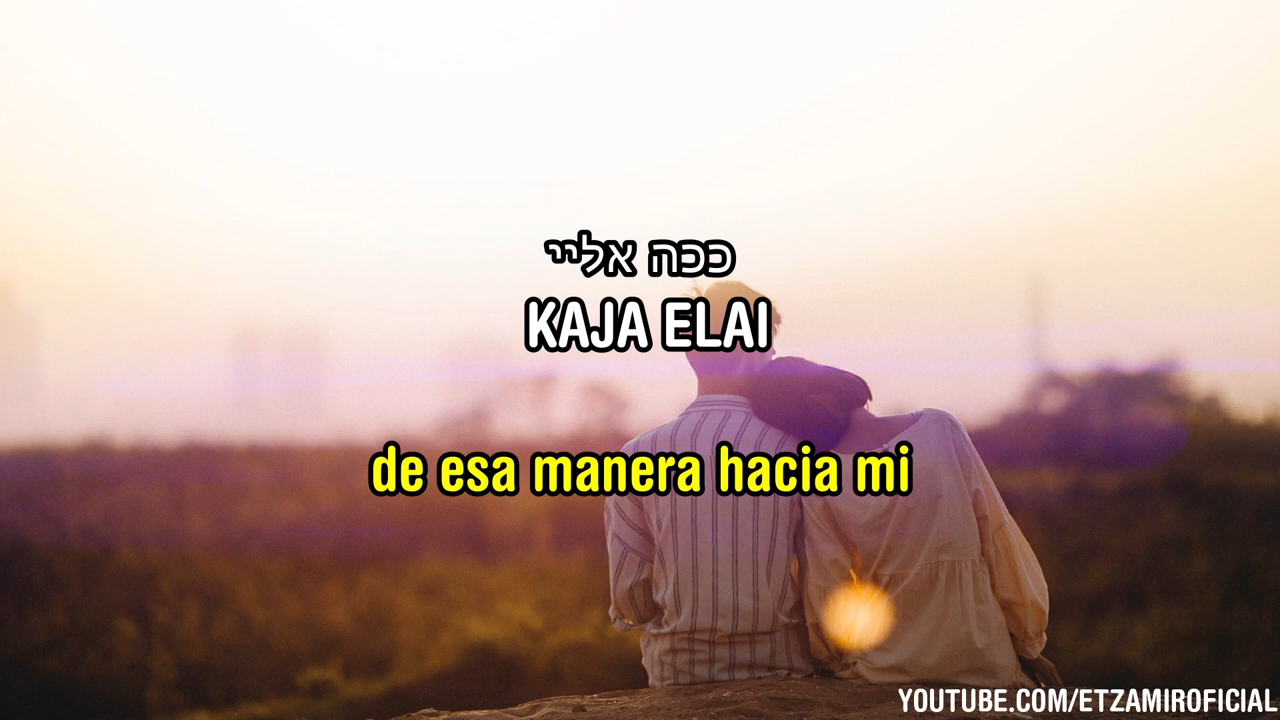 ככה אליי
KAJA ELAI
de esa manera hacia mi
YOUTUBE.COM/ETZAMIROFICIAL